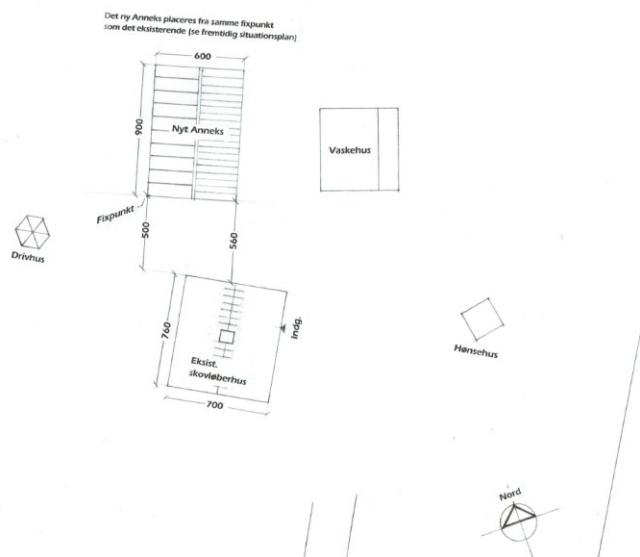 Det ny Anneks placeres fra samme fixpunkt
som det eksisterende (se fremtidig situationsplan)
600
900
Nyt Anneks
Vaskehus
Fixpunkt
500
560
Drivhus
760
Indg.
Hønsehus
Eksist.
skovløberhus
700
Nord